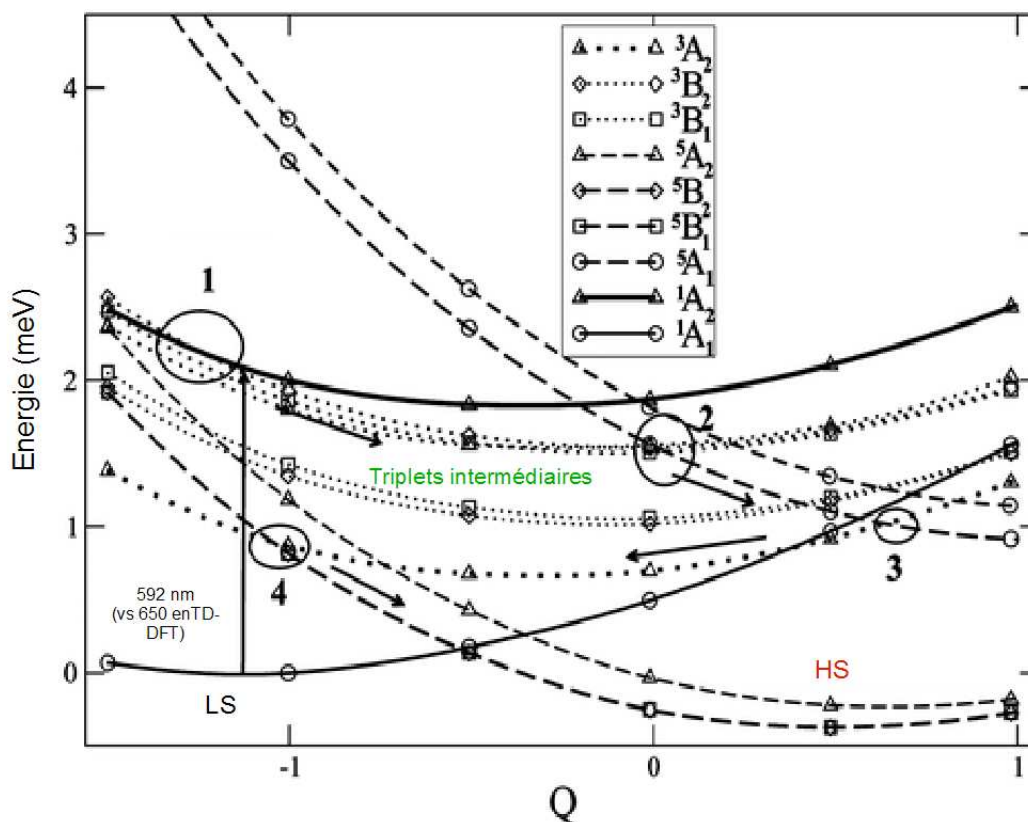 4
3
2
1
0
Energie (meV)
³A₂
³B₂
³B₁
⁵A₂
⁵B₂
⁵B₁
⁵A₁
¹A₂
¹A₁
1
2
Triplets intermédiaires
3
4
592 nm
(vs 650 enTD-
DFT)
LS
HS
-1
0
1
Q